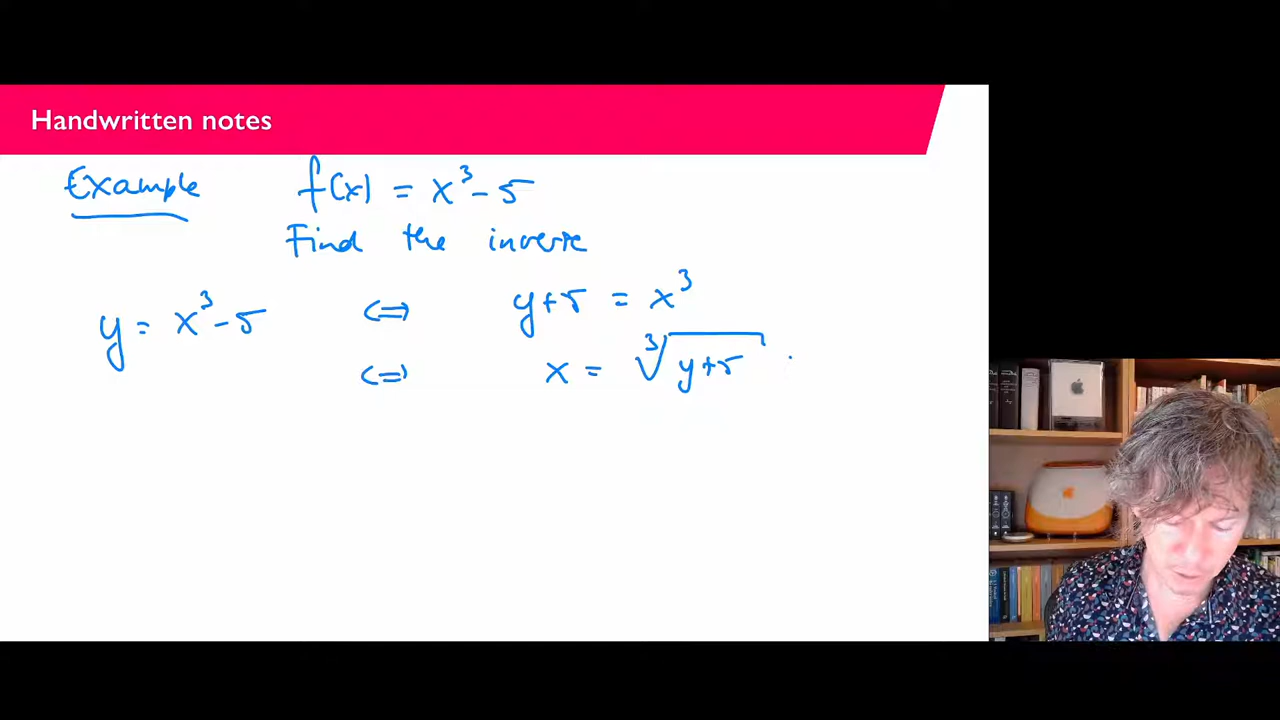 Handwritten notes
Example f(x) = x³ - 5
Find the inverse
y = x³ - 5 ⇔ y + 5 = x³
⇔ x = ∛(y+5)